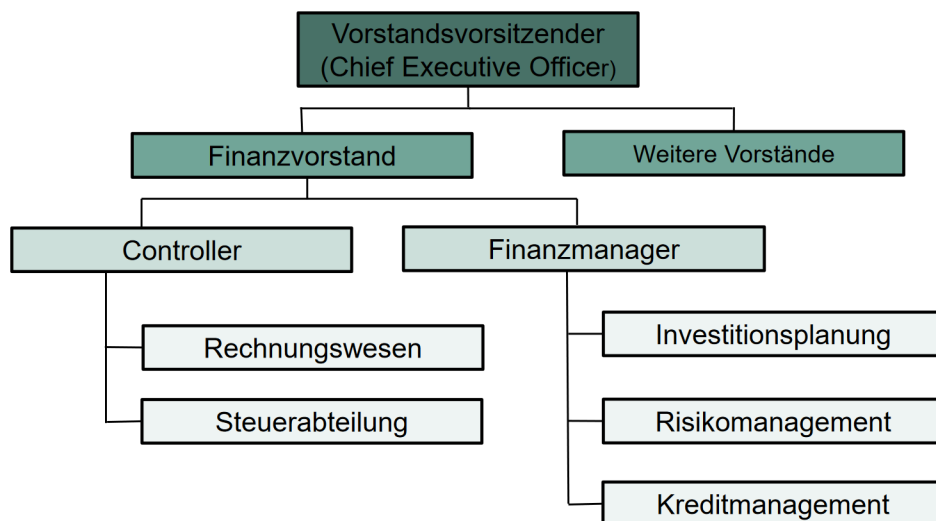 Vorstandsvorsitzender
(Chief Executive Officer)
Finanzvorstand
Weitere Vorstände
Controller
Finanzmanager
Rechnungswesen
Steuerabteilung
Investitionsplanung
Risikomanagement
Kreditmanagement